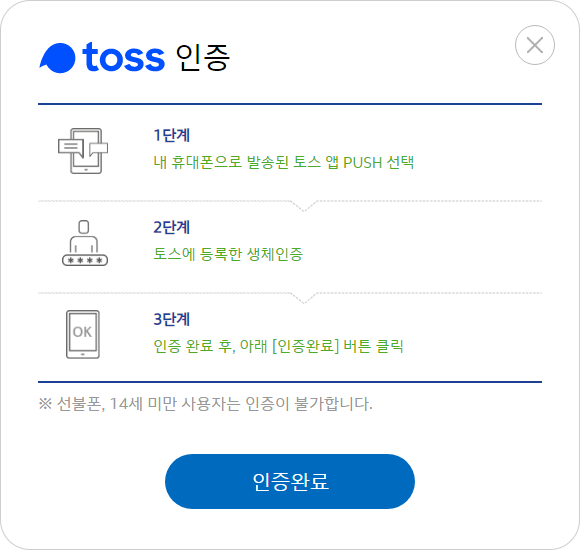 toss 인증
1단계
내 휴대폰으로 발송된 토스 앱 PUSH 선택
2단계
토스에 등록한 생체인증
****
3단계
OK
인증 완료 후, 아래 [인증완료] 버튼 클릭
※ 선불폰, 14세 미만 사용자는 인증이 불가합니다.
인증완료